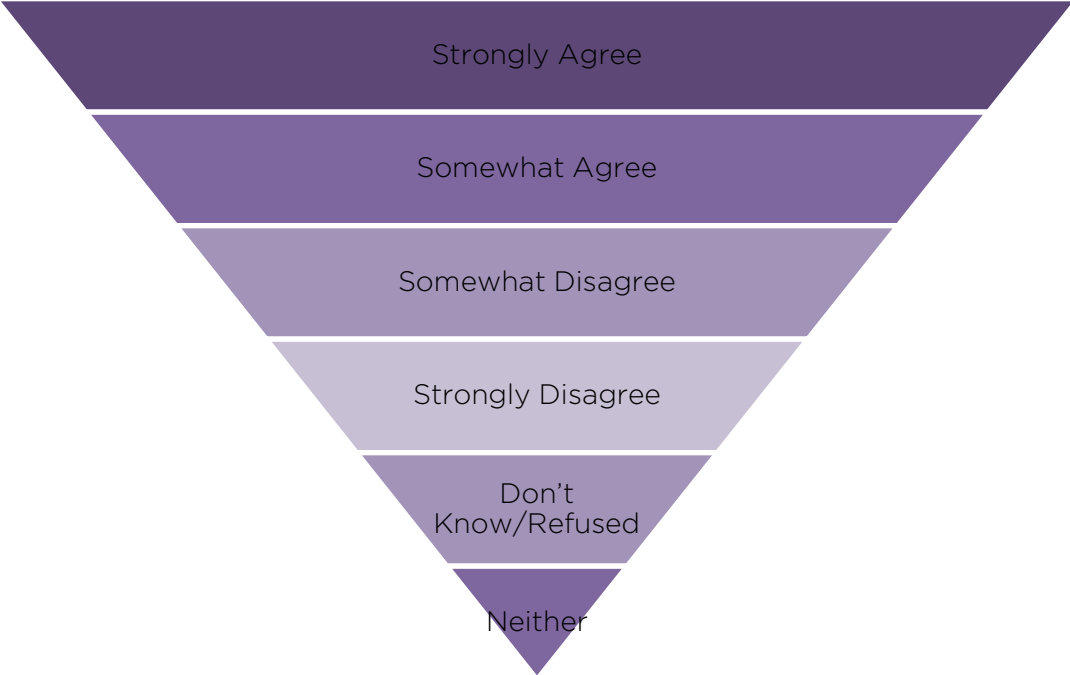 Strongly Agree
Somewhat Agree
Somewhat Disagree
Strongly Disagree
Don’t
Know/Refused
Neither